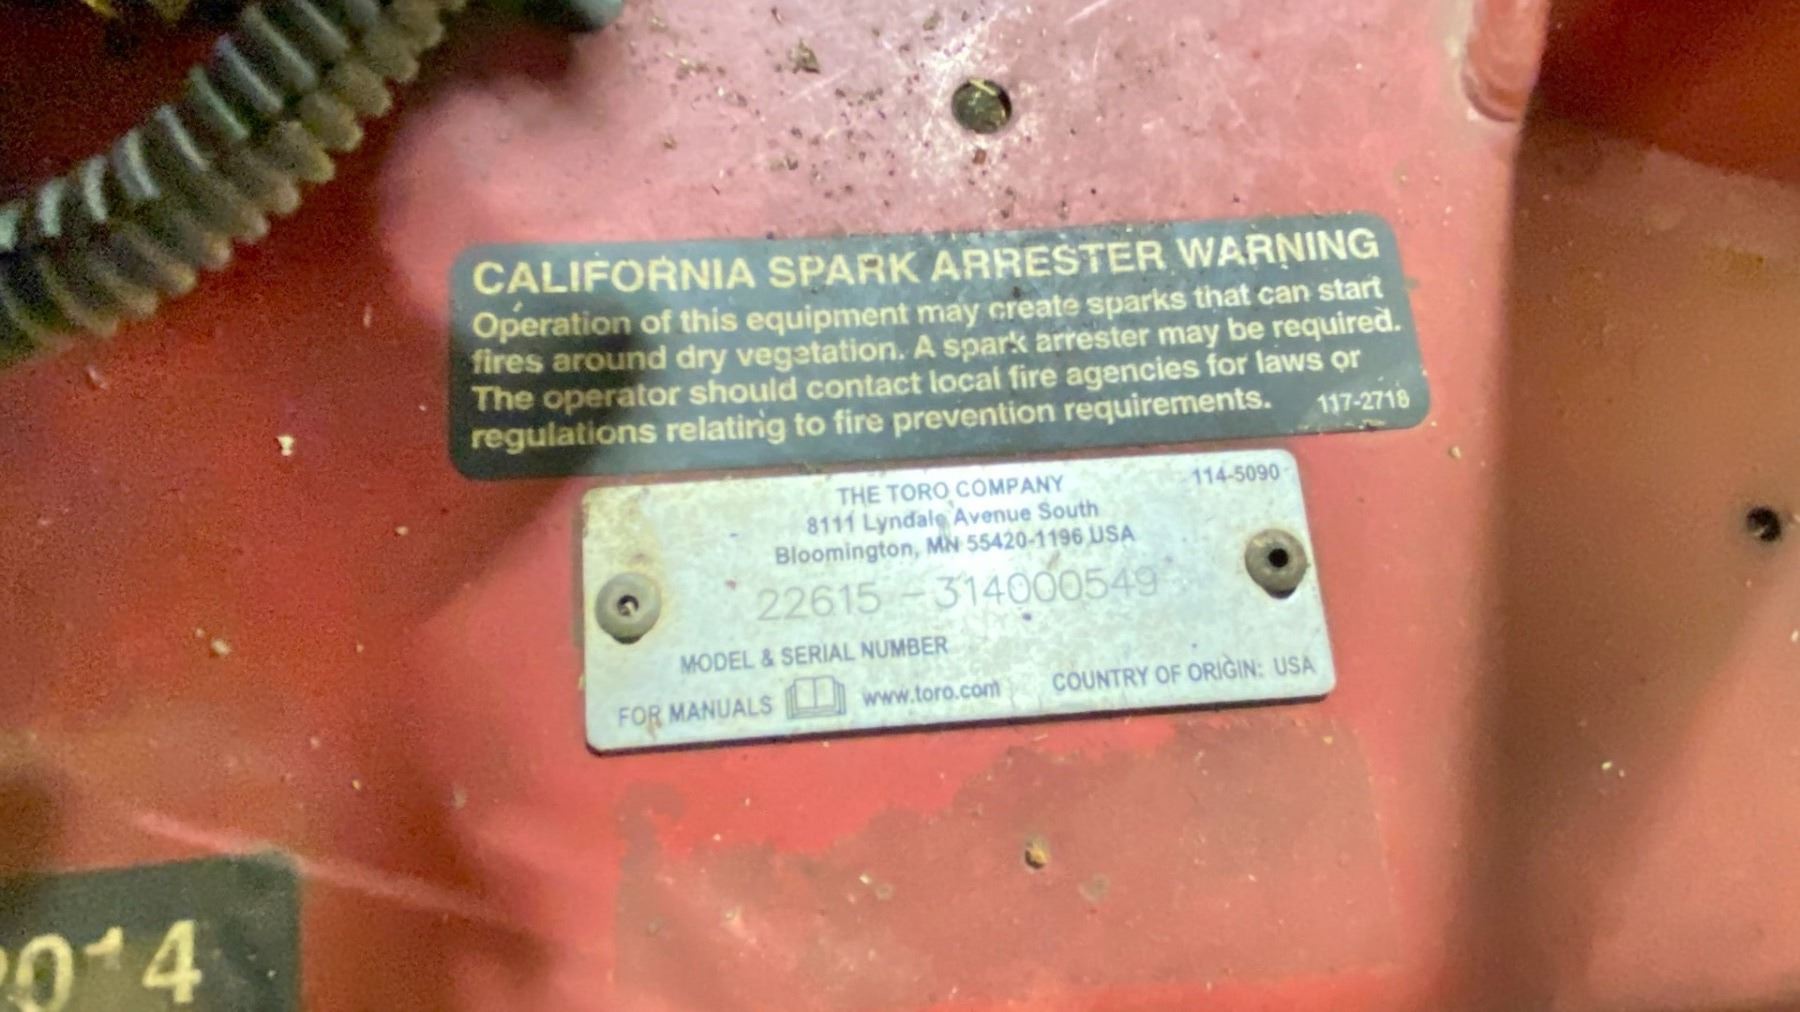 CALIFORNIA SPARK ARRESTER WARNING
Operation of this equipment may create sparks that can start
fires around dry vegetation. A spark arrester may be required.
The operator should contact local fire agencies for laws or
regulations relating to fire prevention requirements.
117-2718
THE TORO COMPANY
114-5090
8111 Lyndale Avenue South
Bloomington, MN 55420-1196 USA
22615 - 314000549
MODEL & SERIAL NUMBER
FOR MANUALS www.toro.com
COUNTRY OF ORIGIN: USA
2014